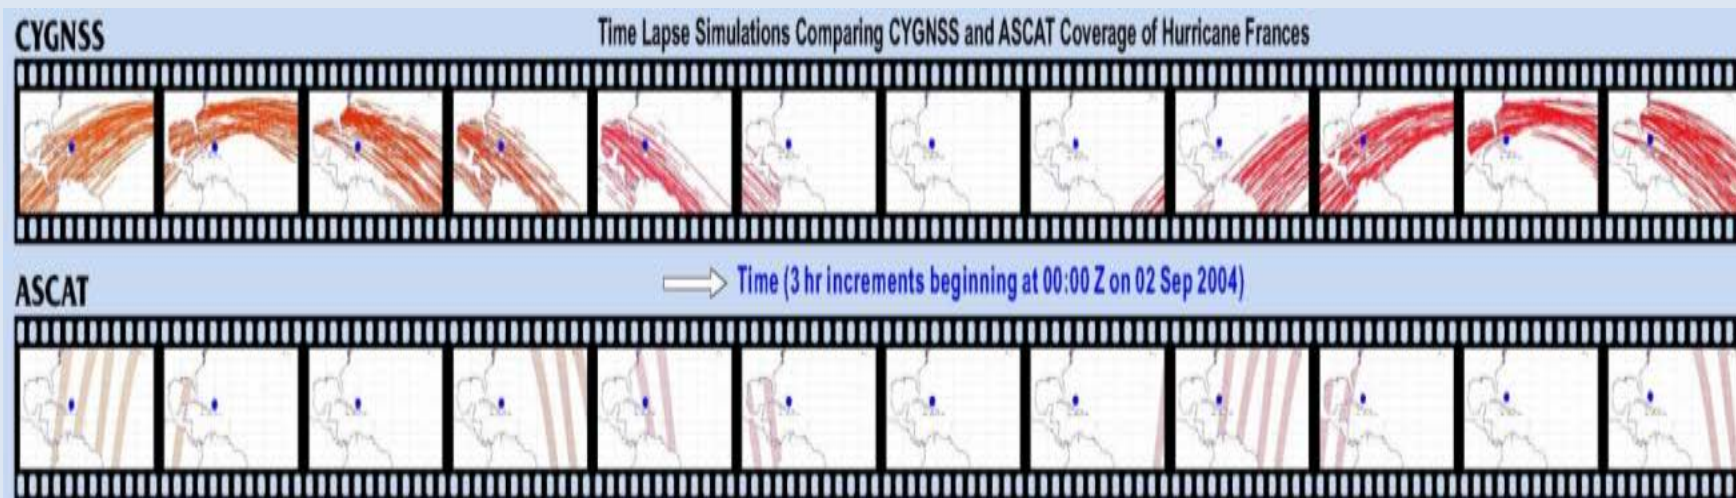 CYGNSS
Time Lapse Simulations Comparing CYGNSS and ASCAT Coverage of Hurricane Frances
Time (3 hr increments beginning at 00:00 Z on 02 Sep 2004)
ASCAT